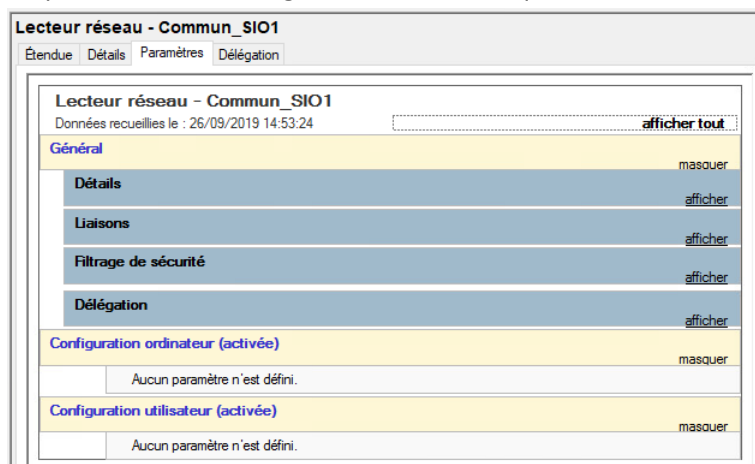 Lecteur réseau - Commun_SIO1
Étendue Détails Paramètres Délégation
Lecteur réseau - Commun_SIO1
Données recueillies le : 26/09/2019 14:53:24 afficher tout
Général
masquer
Détails
afficher
Liaisons
afficher
Filtrage de sécurité
afficher
Délégation
afficher
Configuration ordinateur (activée)
masquer
Aucun paramètre n'est défini.
Configuration utilisateur (activée)
masquer
Aucun paramètre n'est défini.